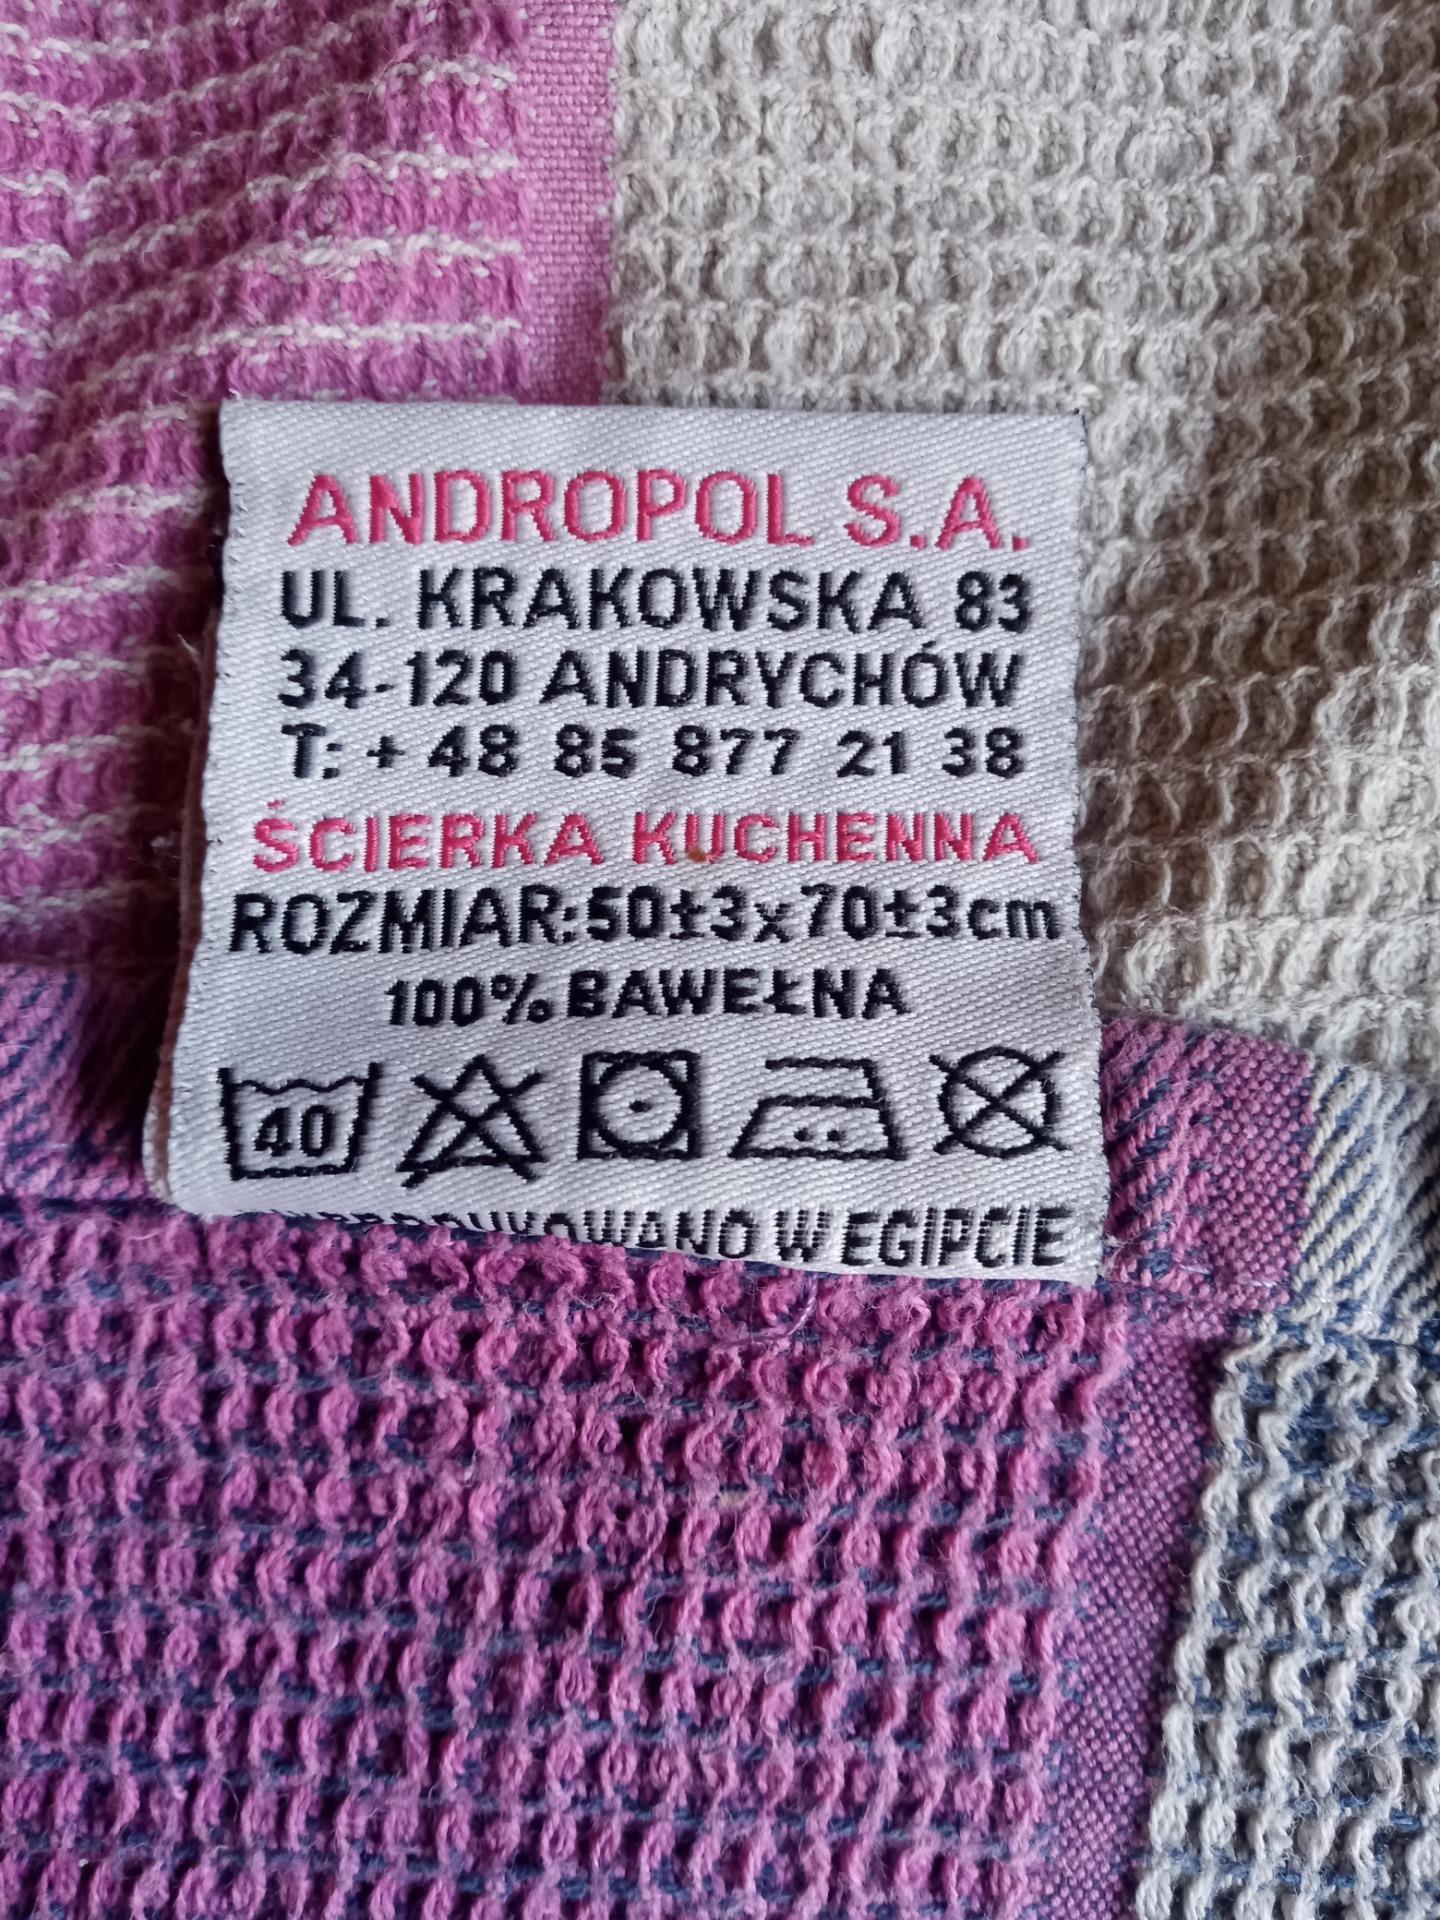 ANDROPOL S.A.
UL. KRAKOWSKA 83
34-120 ANDRYCHÓW
T: + 48 85 877 21 38
ŚCIERKA KUCHENNA
ROZMIAR:50±3x70±3cm
100% BAWEŁNA
40
WYPRODUKOWANO W EGIPCIE